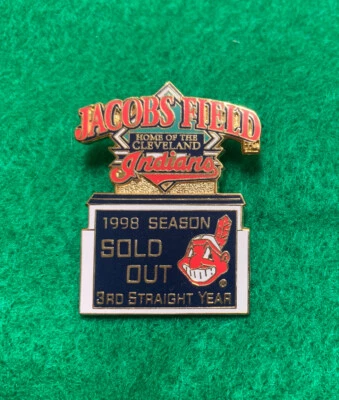 JACOBS FIELD
HOME OF THE
CLEVELAND
Indians
1998 SEASON
SOLD
OUT
®
3RD STRAIGHT YEAR